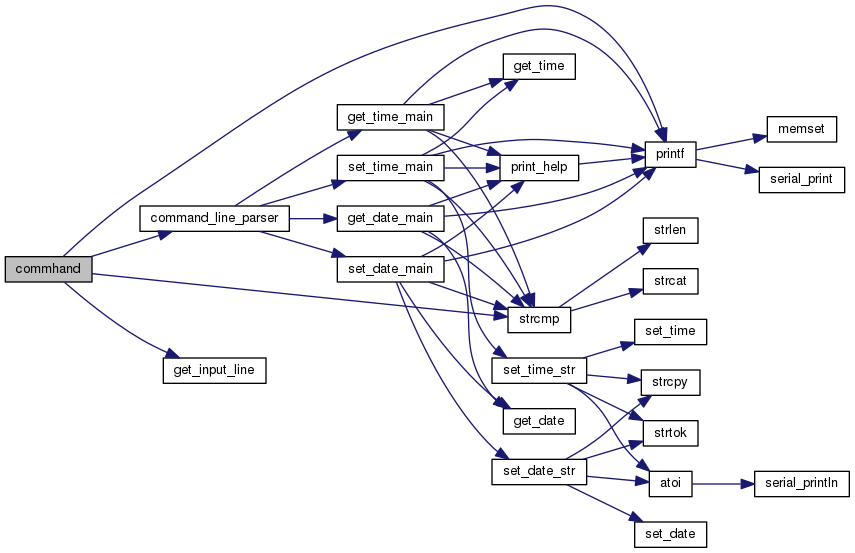 commhand
command_line_parser
get_input_line
get_time_main
set_time_main
get_date_main
set_date_main
get_time
print_help
strcmp
set_time_str
get_date
set_date_str
printf
strlen
strcat
set_time
strcpy
strtok
atoi
set_date
memset
serial_print
serial_println